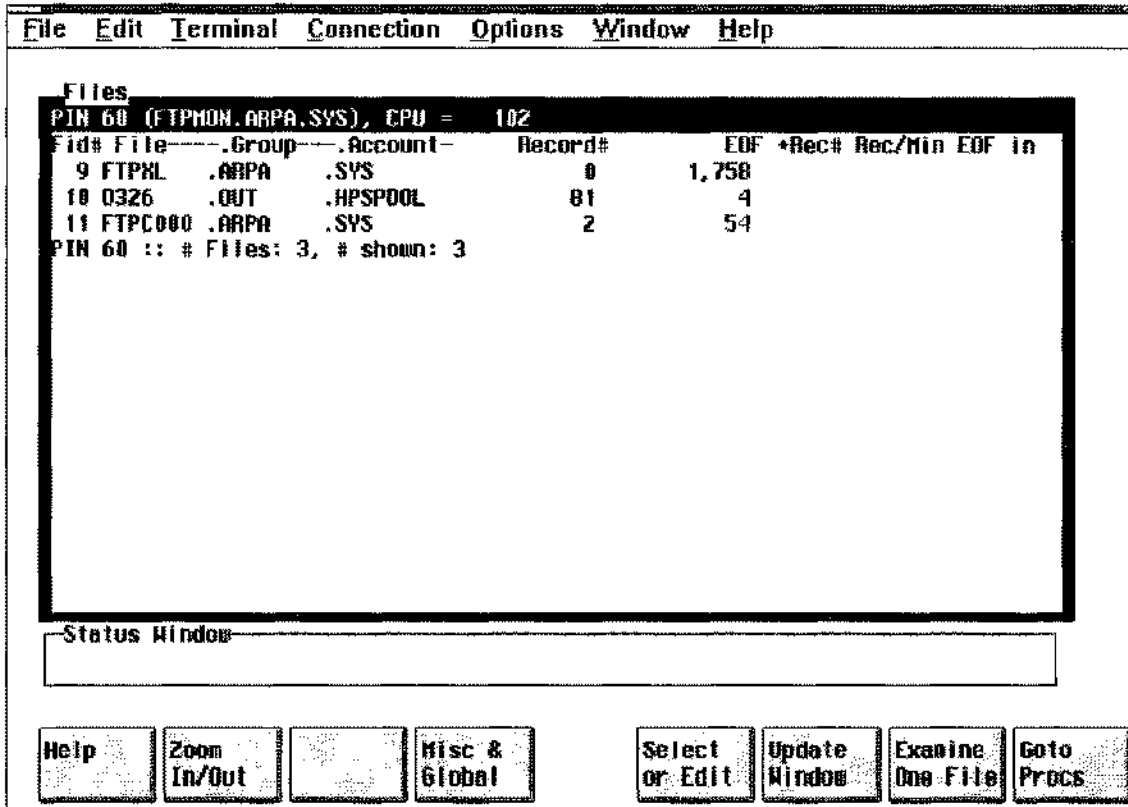 File Edit Terminal Connection Options Window Help
Files
PIN 60 (FTPMON.ARPA.SYS), CPU = 102
Fid# File----.Group---.Account- Record# EOF +Rec# Rec/Min EOF in
9 FTPXL .ARPA .SYS 0 1,758
10 O326 .OUT .HPSPOOL 81 4
11 FTPC000 .ARPA .SYS 2 54
PIN 60 :: # Files: 3, # shown: 3
Status Window
Help Zoom In/Out Misc & Global Select or Edit Update Window Examine One File Goto Procs